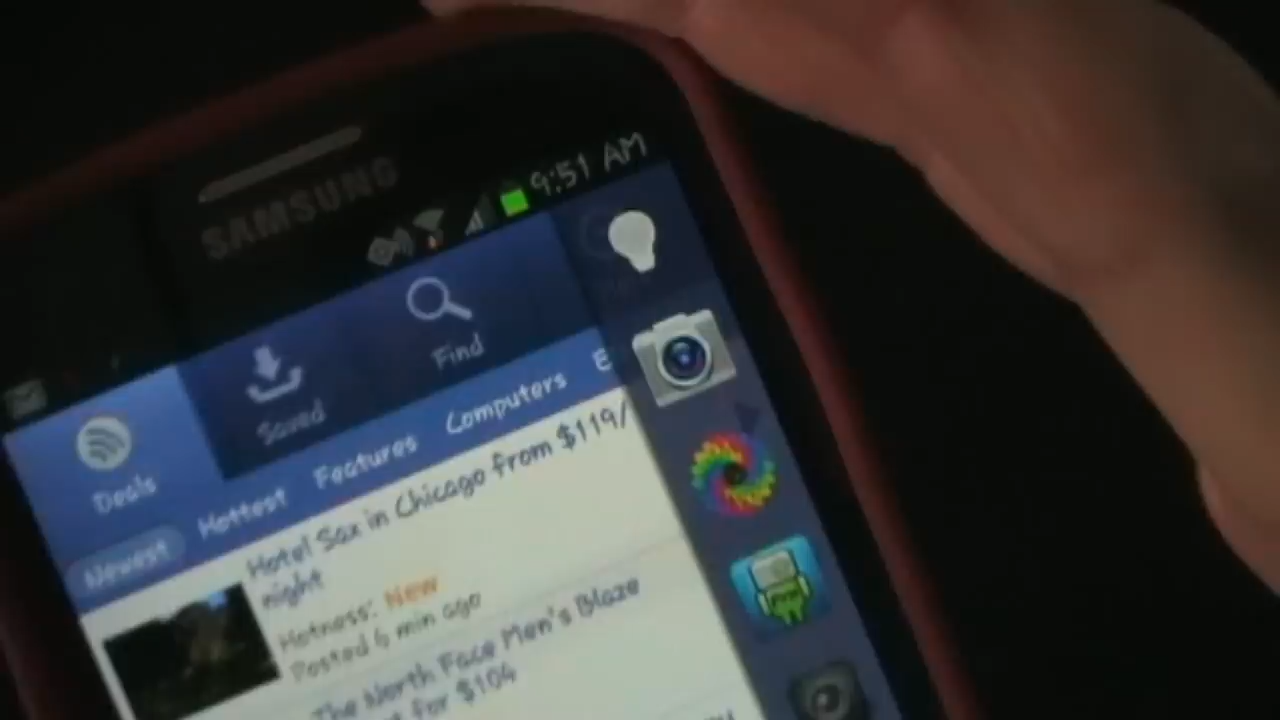 SAMSUNG
9:51 AM
Deals
Saved
Find
Newest
Hottest
Features
Computers
E
Hotel Sax in Chicago from $119/
night
Hotness: New
Posted 6 min ago
The North Face Men's Blaze
for $104